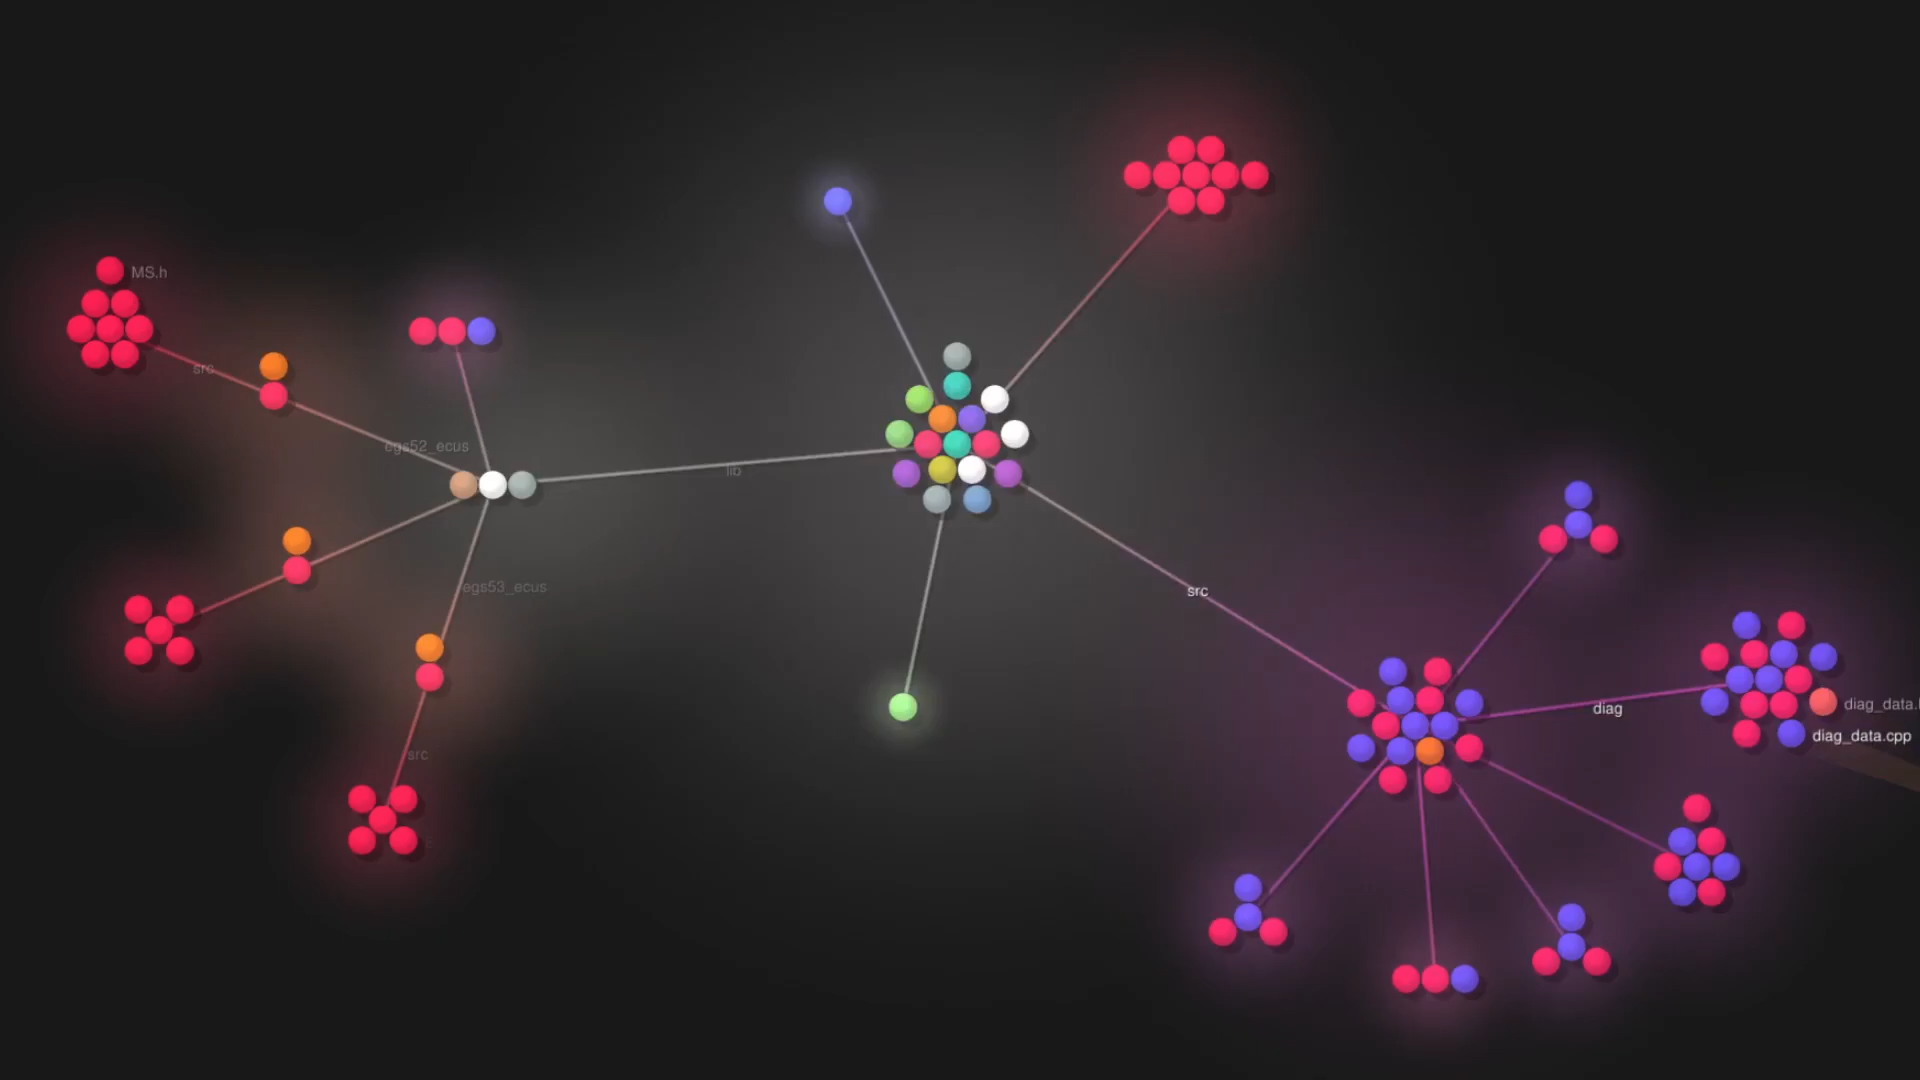 MS.h
src
egs52_ecus
lib
egs53_ecus
src
src
diag
diag_data.
diag_data.cpp